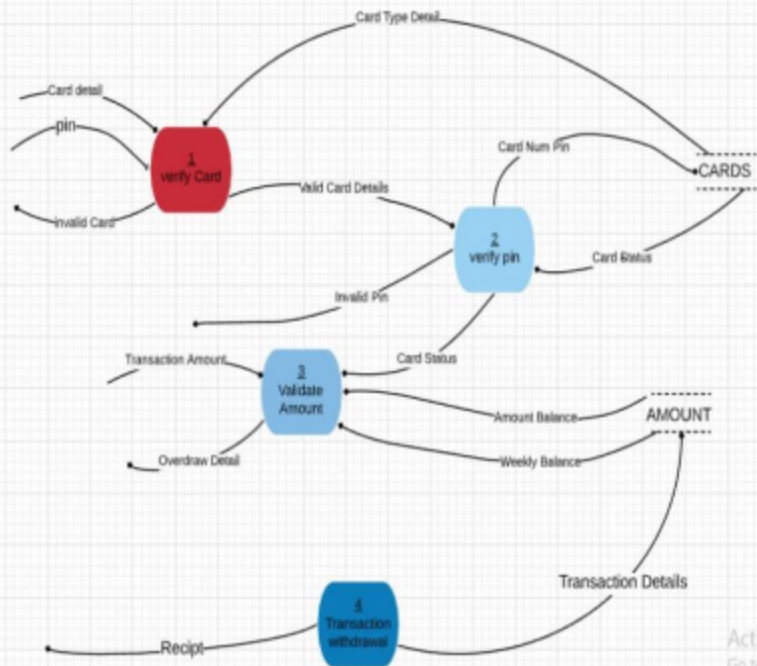 Card Type Detail
Card detail
pin
1
verify Card
Invalid Card
Valid Card Details
Card Num Pin
CARDS
2
verify pin
Card Status
Invalid Pin
Card Status
Transaction Amount
3
Validate
Amount
Overdraw Detail
Amount Balance
AMOUNT
Weekly Balance
Transaction Details
4
Transaction
withdrawal
Recipt